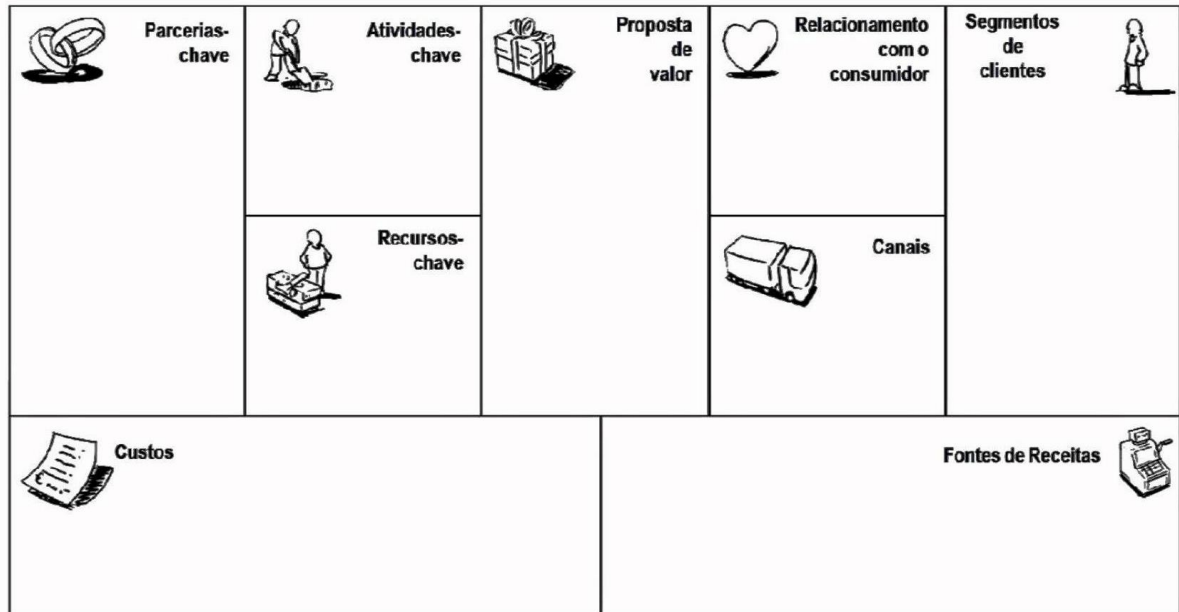 Parcerias-
chave
Atividades-
chave
Proposta
de
valor
Relacionamento
com o
consumidor
Segmentos
de
clientes
Recursos-
chave
Canais
Custos
Fontes de Receitas